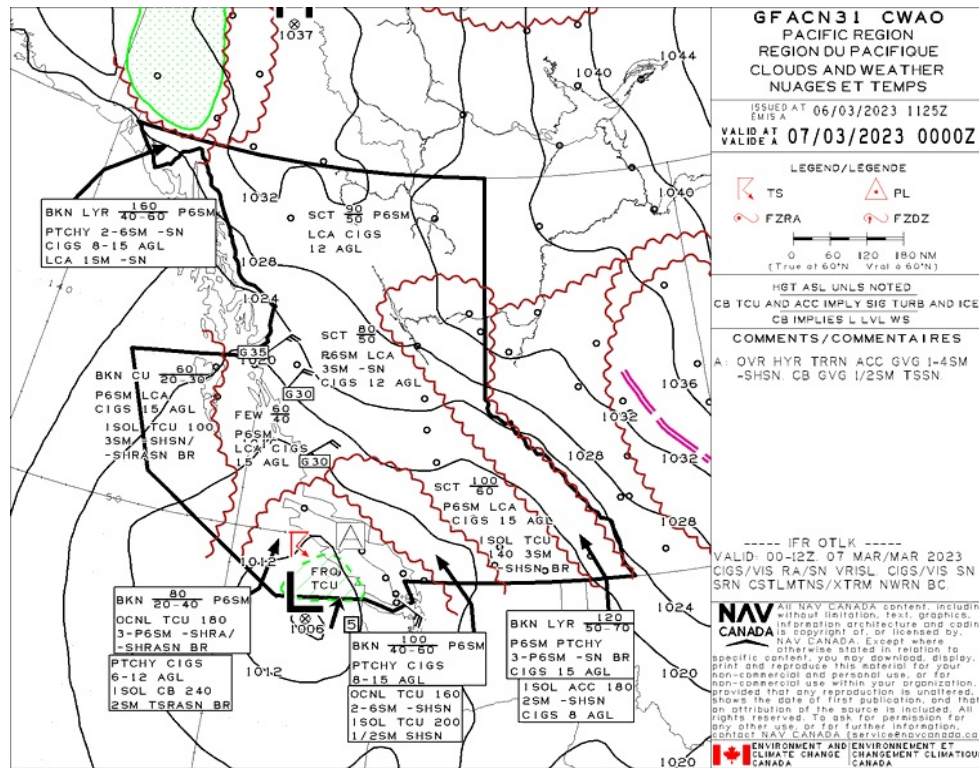 GFACN31 CWAO
PACIFIC REGION
REGION DU PACIFIQUE
CLOUDS AND WEATHER
NUAGES ET TEMPS
ISSUED AT
ÉMIS A
06/03/2023 1125Z
VALID AT
VALIDE A
07/03/2023 0000Z
LEGEND/LÉGENDE
TS
PL
FZRA
FZDZ
0 60 120 180 NM
(True at 60°N Vrai à 60°N)
HGT ASL UNLS NOTED
CB TCU AND ACC IMPLY SIG TURB AND ICE
CB IMPLIES L LVL WS
COMMENTS/COMMENTAIRES
A: OVR HYR TRRN ACC GVG 1-4SM
-SHSN. CB GVG 1/2SM TSSN.
----- IFR OTLK -----
VALID: 00-12Z. 07 MAR/MAR 2023
CIGS/VIS RA/SN VRISL. CIGS/VIS SN
SRN CSTLMTNS/XTRM NWRN BC.
NAV CANADA
All NAV CANADA content, including
without limitation, text, graphics,
information architecture and coding
is copyright of, or licensed by,
NAV CANADA. Except where
otherwise stated in relation to
specific content, you may download, display,
print and reproduce this material for your
non-commercial and personal use, or for
non-commercial use within your organization,
provided that any reproduction is unaltered,
shows the date of first publication, and that
an attribution of the source is included. All
rights reserved. To ask for permission for
any other use, or for further information,
contact NAV CANADA (service@navcanada.ca
ENVIRONMENT AND
CLIMATE CHANGE
CANADA
ENVIRONNEMENT ET
CHANGEMENT CLIMATIQUE
CANADA
H
1037
1040
1044
1040
1032
1028
1024
1020
1036
1032
1032
1028
1028
1024
1020
1020
1012
1012
140
50
BKN LYR 160
40-60 P6SM
PTCHY 2-6SM -SN
CIGS 8-15 AGL
LCA 1SM -SN
SCT 90
50 P6SM
LCA CIGS
12 AGL
SCT 80
50
P6SM LCA
3SM -SN
CIGS 12 AGL
G35
G30
G30
BKN CU 60
20-30
P6SM LCA
CIGS 15 AGL
ISOL TCU 100
3SM -SHSN/
-SHRASN BR
FEW 60
40
P6SM
LCA CIGS
15 AGL
SCT 100
60
P6SM LCA
CIGS 15 AGL
ISOL TCU
140 3SM
-SHSN BR
A
FRQ
TCU
L
1006
5
BKN 80
20-40 P6SM
OCNL TCU 180
3-P6SM -SHRA/
-SHRASN BR
PTCHY CIGS
6-12 AGL
ISOL CB 240
2SM TSRASN BR
BKN 100
40-60 P6SM
PTCHY CIGS
8-15 AGL
OCNL TCU 160
2-6SM -SHSN
ISOL TCU 200
1/2SM SHSN
BKN LYR 120
50-70
P6SM PTCHY
3-P6SM -SN BR
CIGS 15 AGL
ISOL ACC 180
2SM -SHSN
CIGS 8 AGL